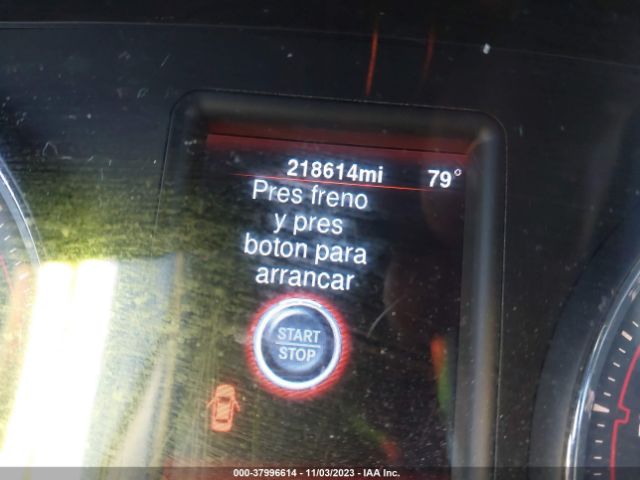 218614mi 79°
Pres freno
y pres
boton para
arrancar
START
STOP
000-37996614 - 11/03/2023 - IAA Inc.